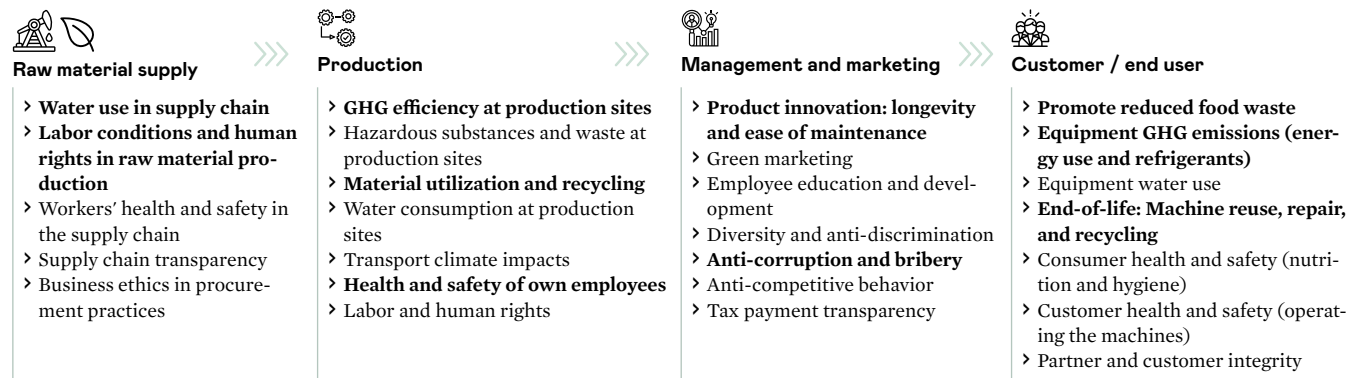 Raw material supply
› Water use in supply chain
› Labor conditions and human
rights in raw material pro-
duction
› Workers' health and safety in
the supply chain
› Supply chain transparency
› Business ethics in procure-
ment practices
Production
› GHG efficiency at production sites
› Hazardous substances and waste at
production sites
› Material utilization and recycling
› Water consumption at production
sites
› Transport climate impacts
› Health and safety of own employees
› Labor and human rights
Management and marketing
› Product innovation: longevity
and ease of maintenance
› Green marketing
› Employee education and devel-
opment
› Diversity and anti-discrimination
› Anti-corruption and bribery
› Anti-competitive behavior
› Tax payment transparency
Customer / end user
› Promote reduced food waste
› Equipment GHG emissions (ener-
gy use and refrigerants)
› Equipment water use
› End-of-life: Machine reuse, repair,
and recycling
› Consumer health and safety (nutri-
tion and hygiene)
› Customer health and safety (operat-
ing the machines)
› Partner and customer integrity